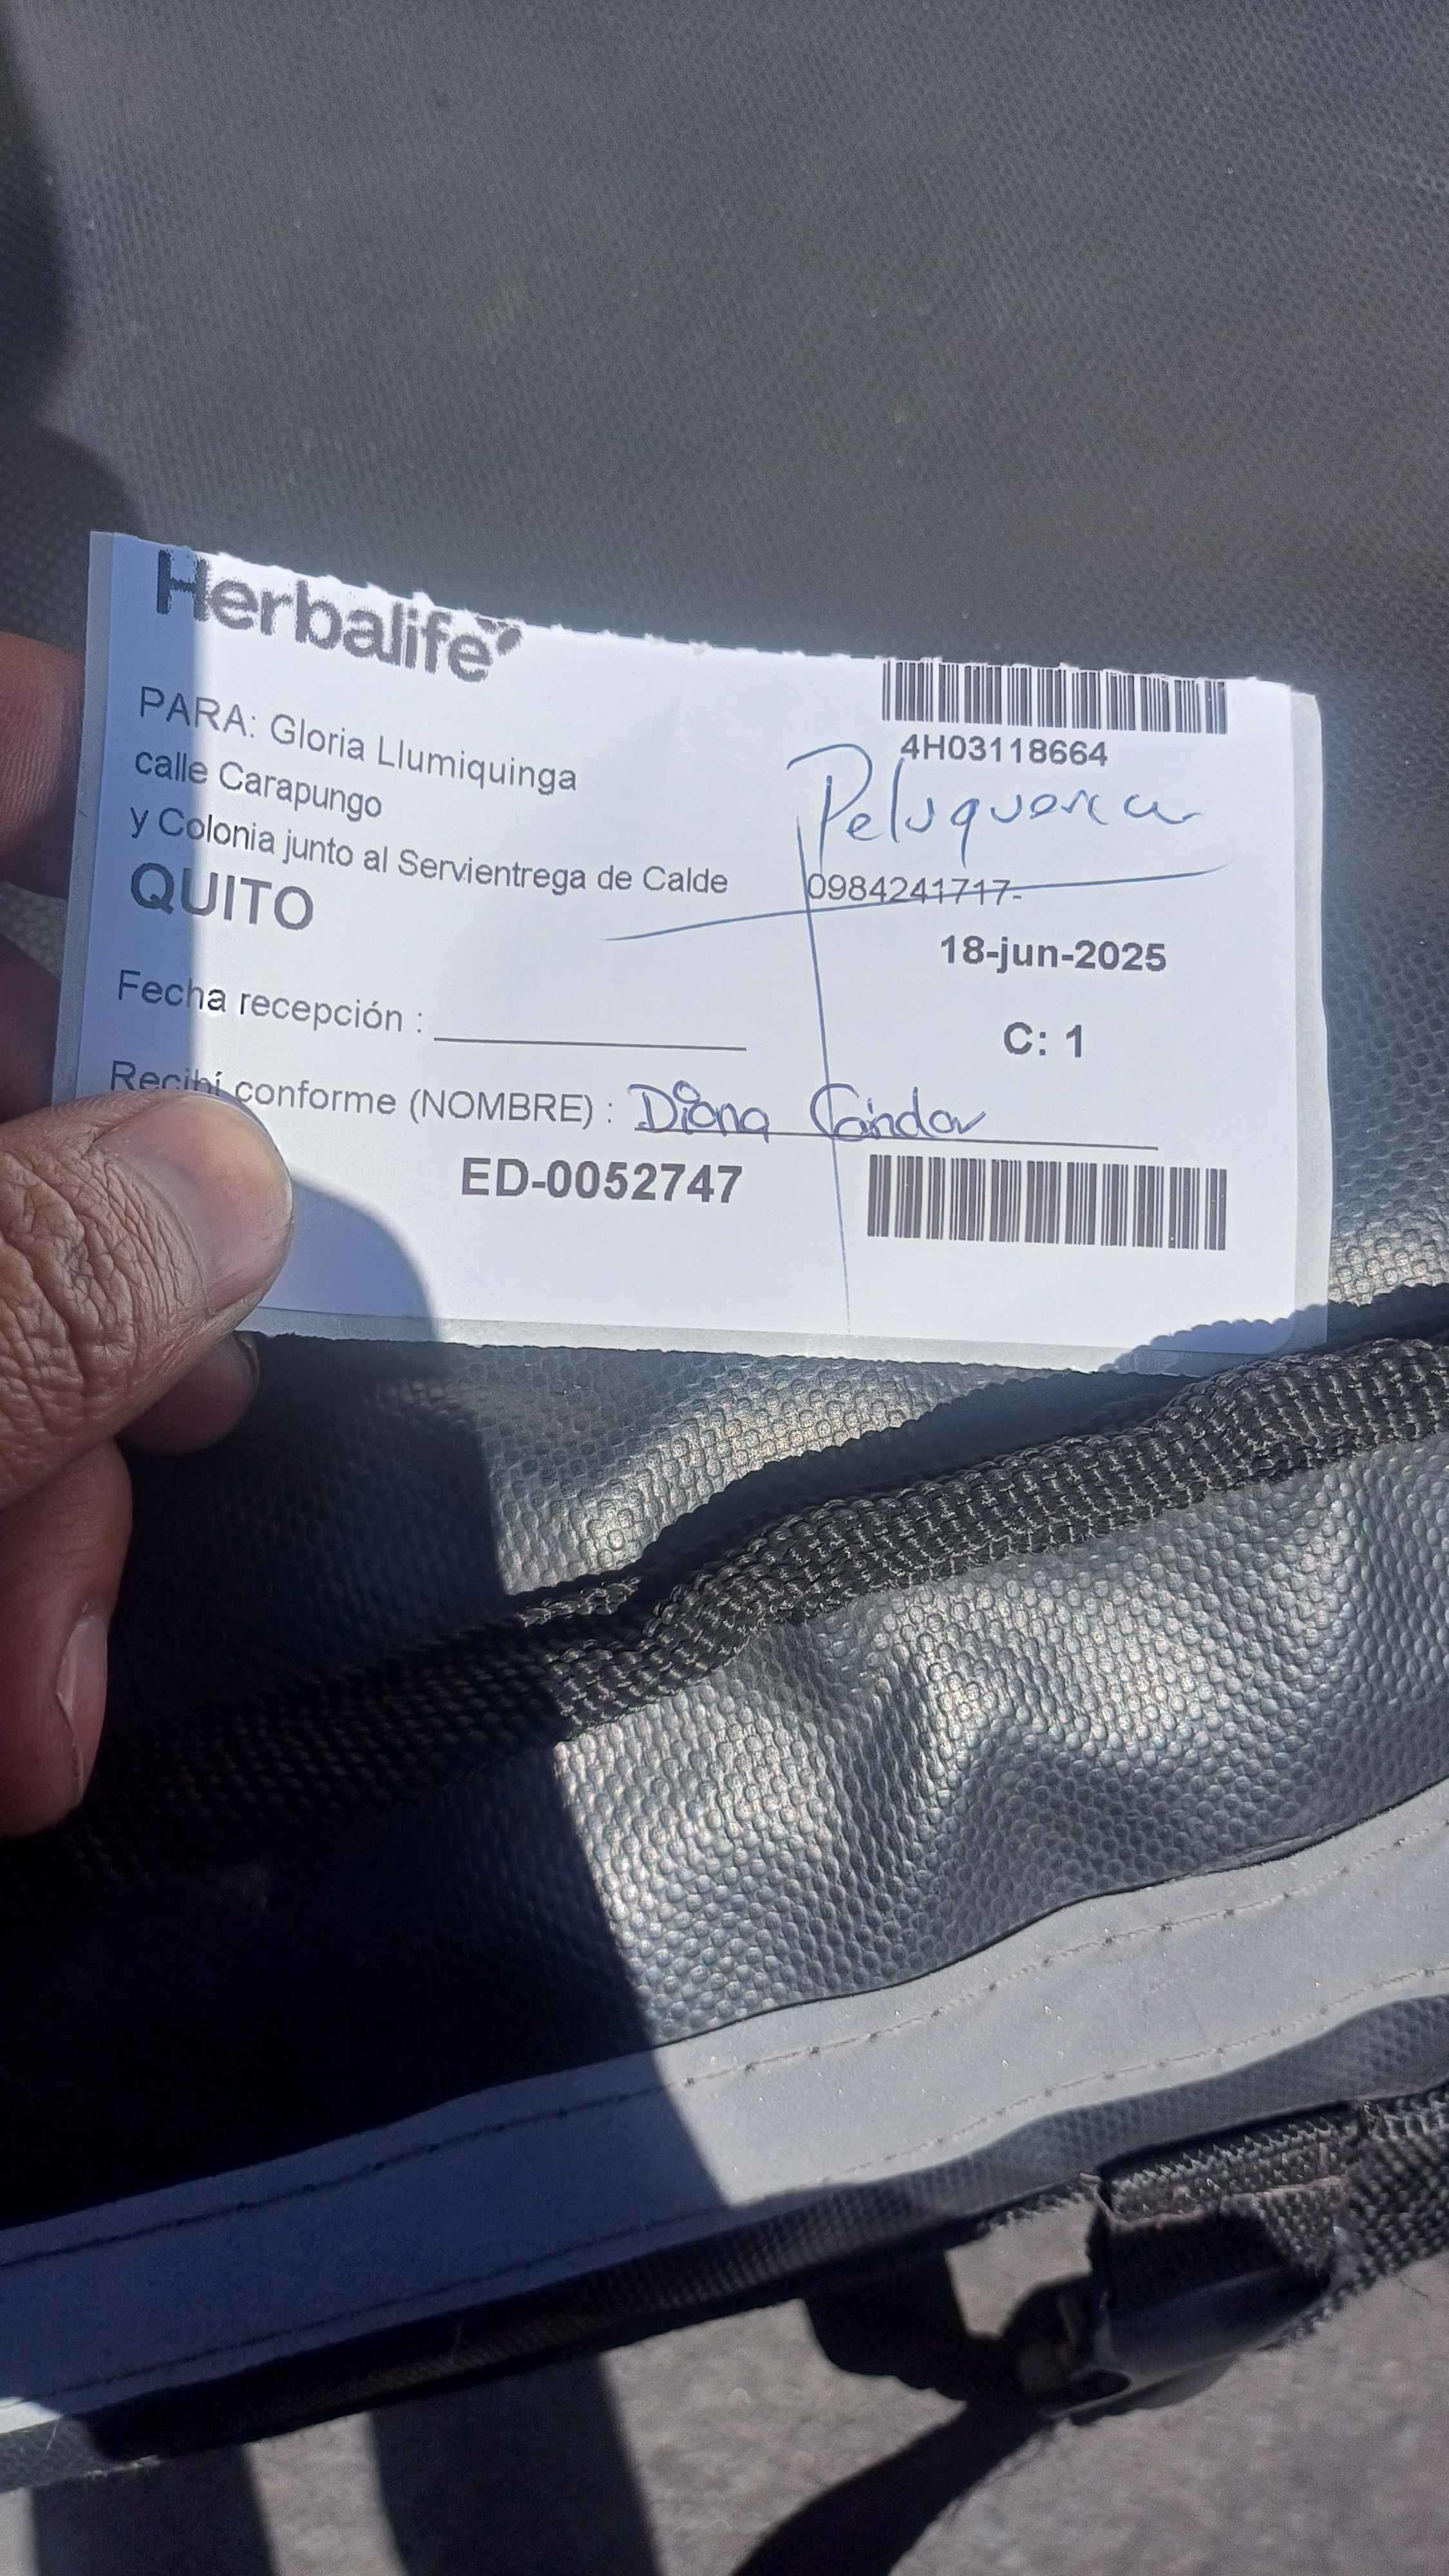 Herbalife
4H03118664
PARA: Gloria Llumiquinga
calle Carapungo
y Colonia junto al Servientrega de Calde
QUITO
Peluquería
0984241717-
18-jun-2025
C: 1
Fecha recepción :
Recibí conforme (NOMBRE) : Diana
ED-0052747